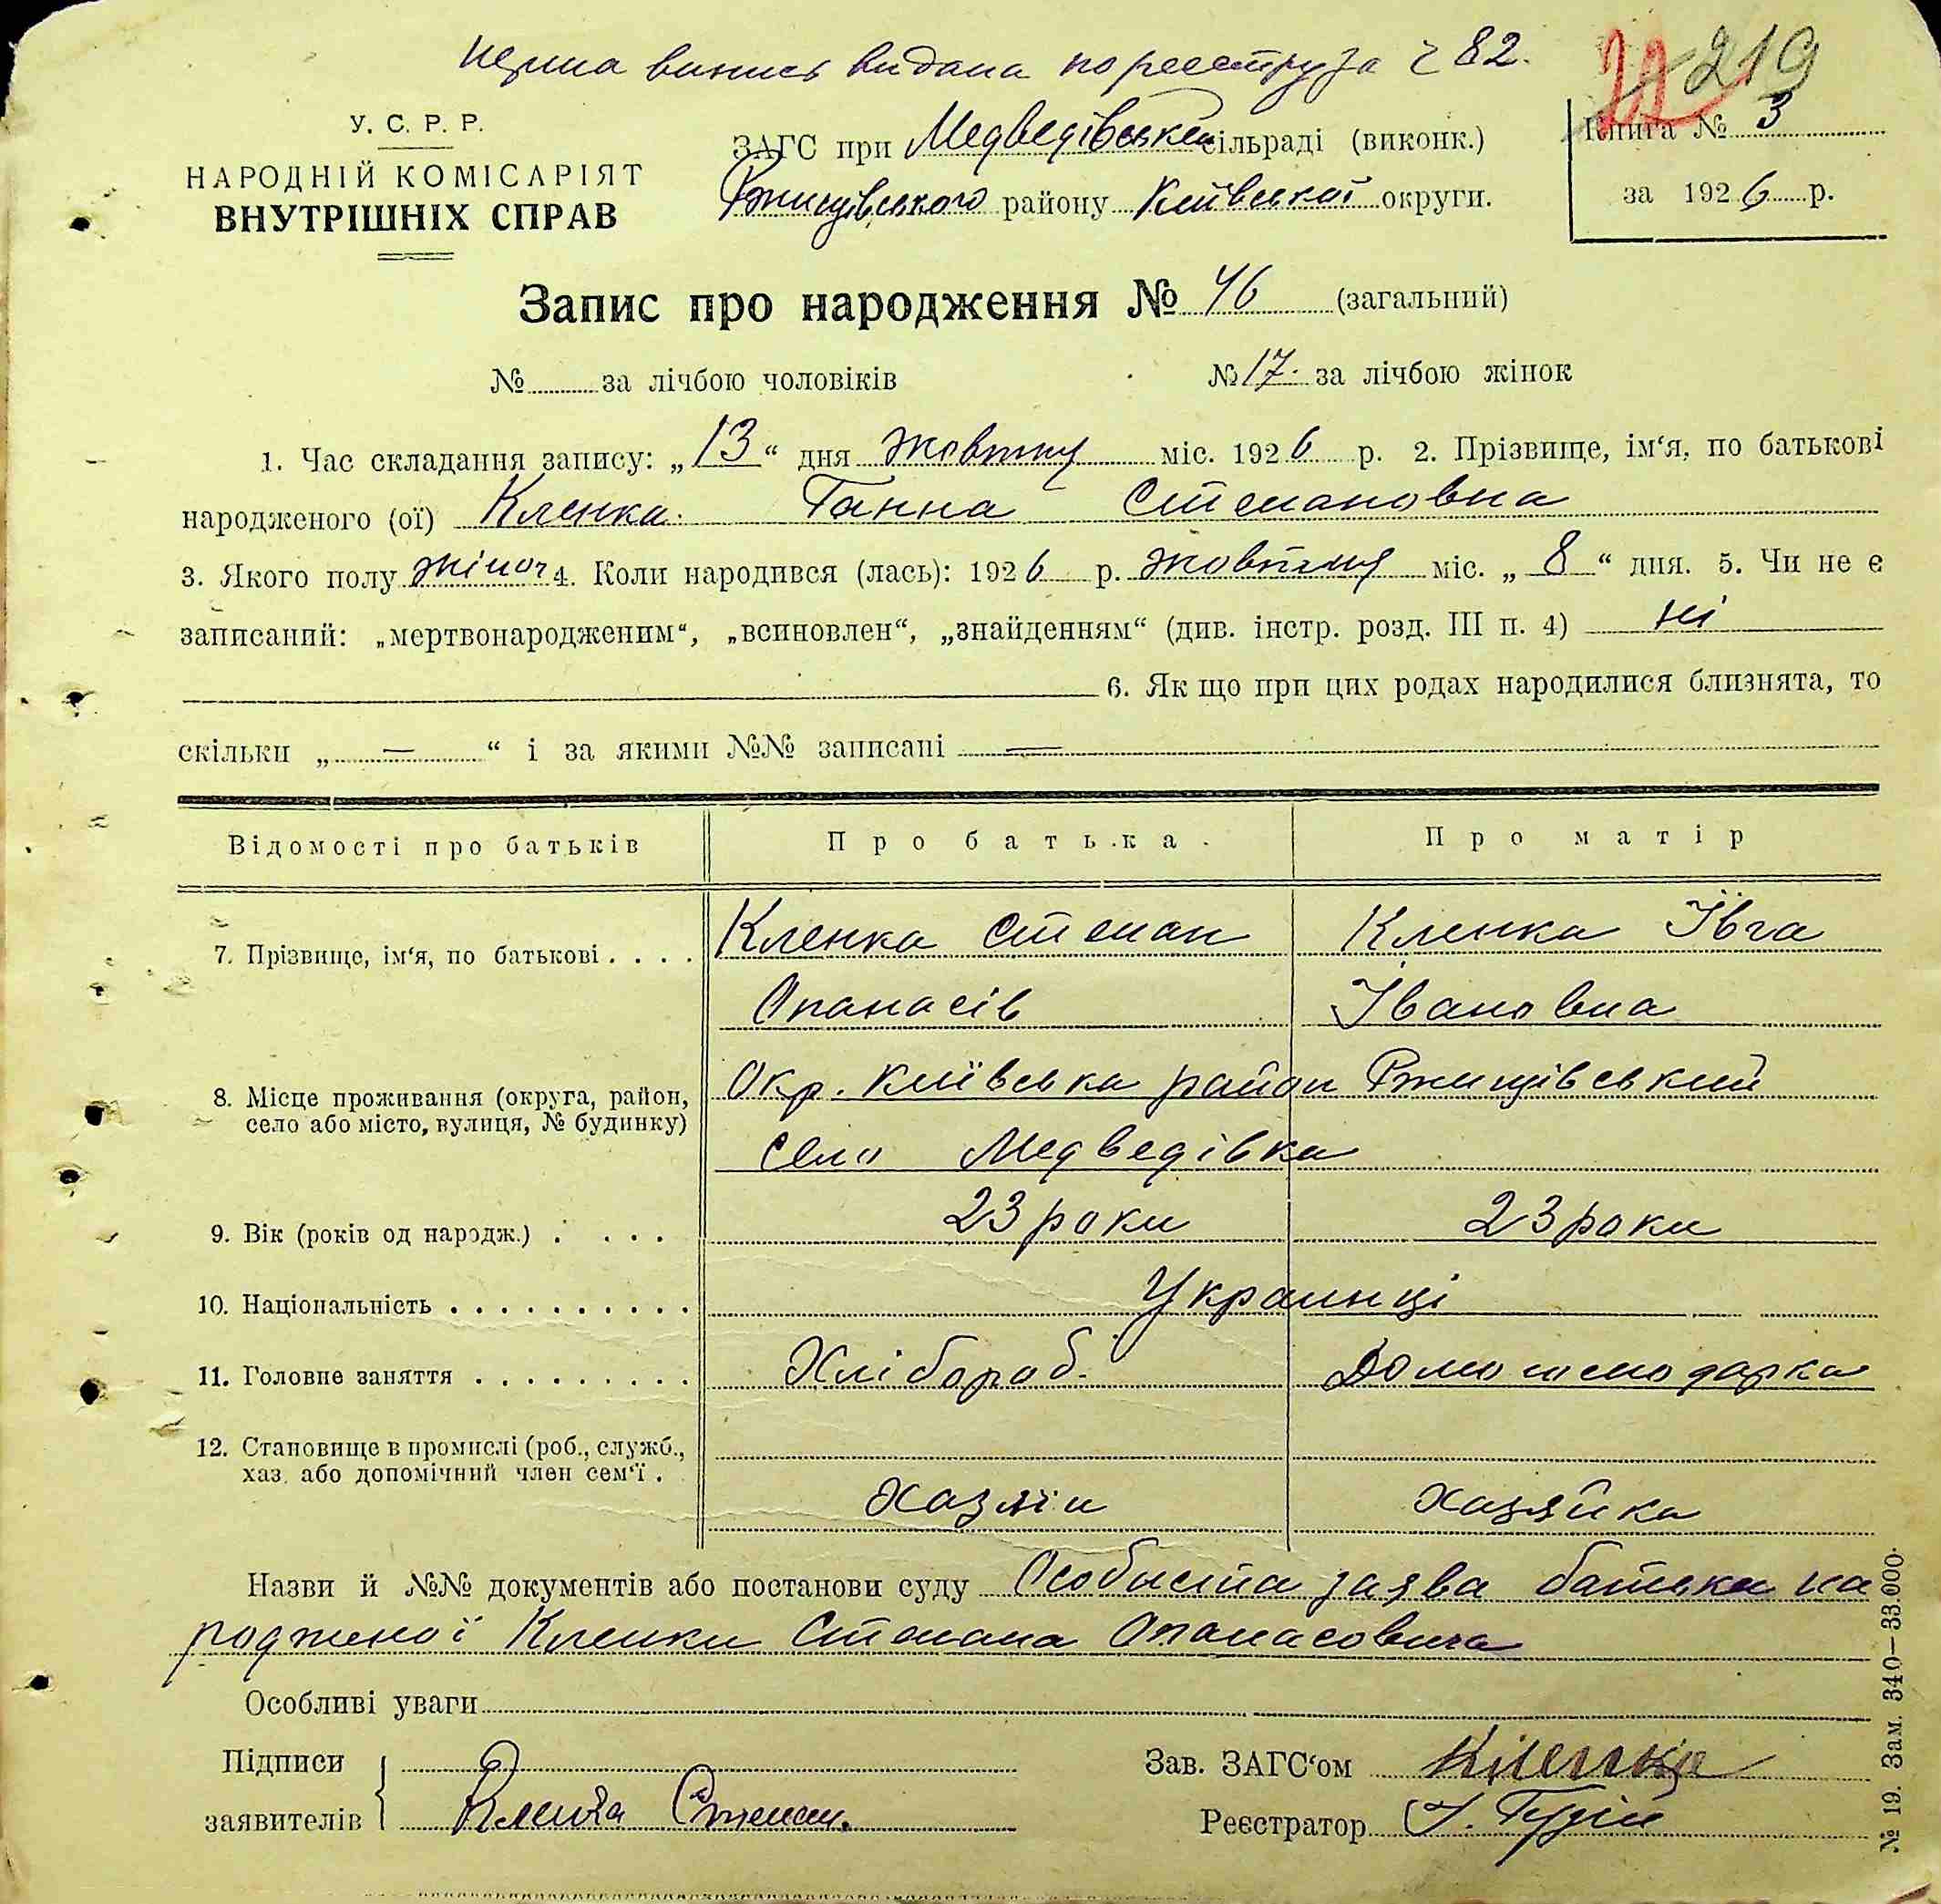 Перша випись видана по реестру за č 82.
219
У. С. Р. Р.
НАРОДНІЙ КОМІСАРІЯТ
ВНУТРІШНІХ СПРАВ
ЗАГС при Медведівській сільраді (виконк.)
Ржищівського району Київської округи.
Книга № 3
за 1926 р.
Запис про народження № 46 (загальний)
№ за лічбою чоловіків № 17. за лічбою жінок
1. Час складання запису: „13“ дня жовтня міс. 1926 р. 2. Прізвище, ім‘я, по батькові
народженого (ої) Кленка Ганна Степановна
3. Якого полу жіноч 4. Коли народився (лась): 1926 р. жовтня міс. „8“ дня. 5. Чи не є
записаний: „мертвонародженим“, „всиновлен“, „знайденням“ (див. інстр. розд. III п. 4) ні
6. Як що при цих родах народилися близнята, то
скільки „—“ і за якими №№ записані —
Відомості про батьків Про батька. Про матір
7. Прізвище, ім‘я, по батькові . . . . Кленка Степан Кленка Ївга
Опанасів Івановна
8. Місце проживання (округа, район, Окр. Київська район Ржищівський
село або місто, вулиця, № будинку) село Медведівка
9. Вік (років од народж.) . . . . 23 роки 23 роки
10. Національність . . . . . . . . . . Украинці
11. Головне заняття . . . . . . . . . Хлібороб. Домогосподарка
12. Становище в промислі (роб., служб.,
хаз. або допомічний член сем‘ї . Хазяїн Хазяйка
Назви й №№ документів або постанови суду Особиста заява батька на
родженої Кленки Степана Опанасовича
Особливі уваги
Підписи
заявителів Кленка Степан.
Зав. ЗАГС‘ом Кленка
Реєстратор
№ 19. Зам. 340—33.000.